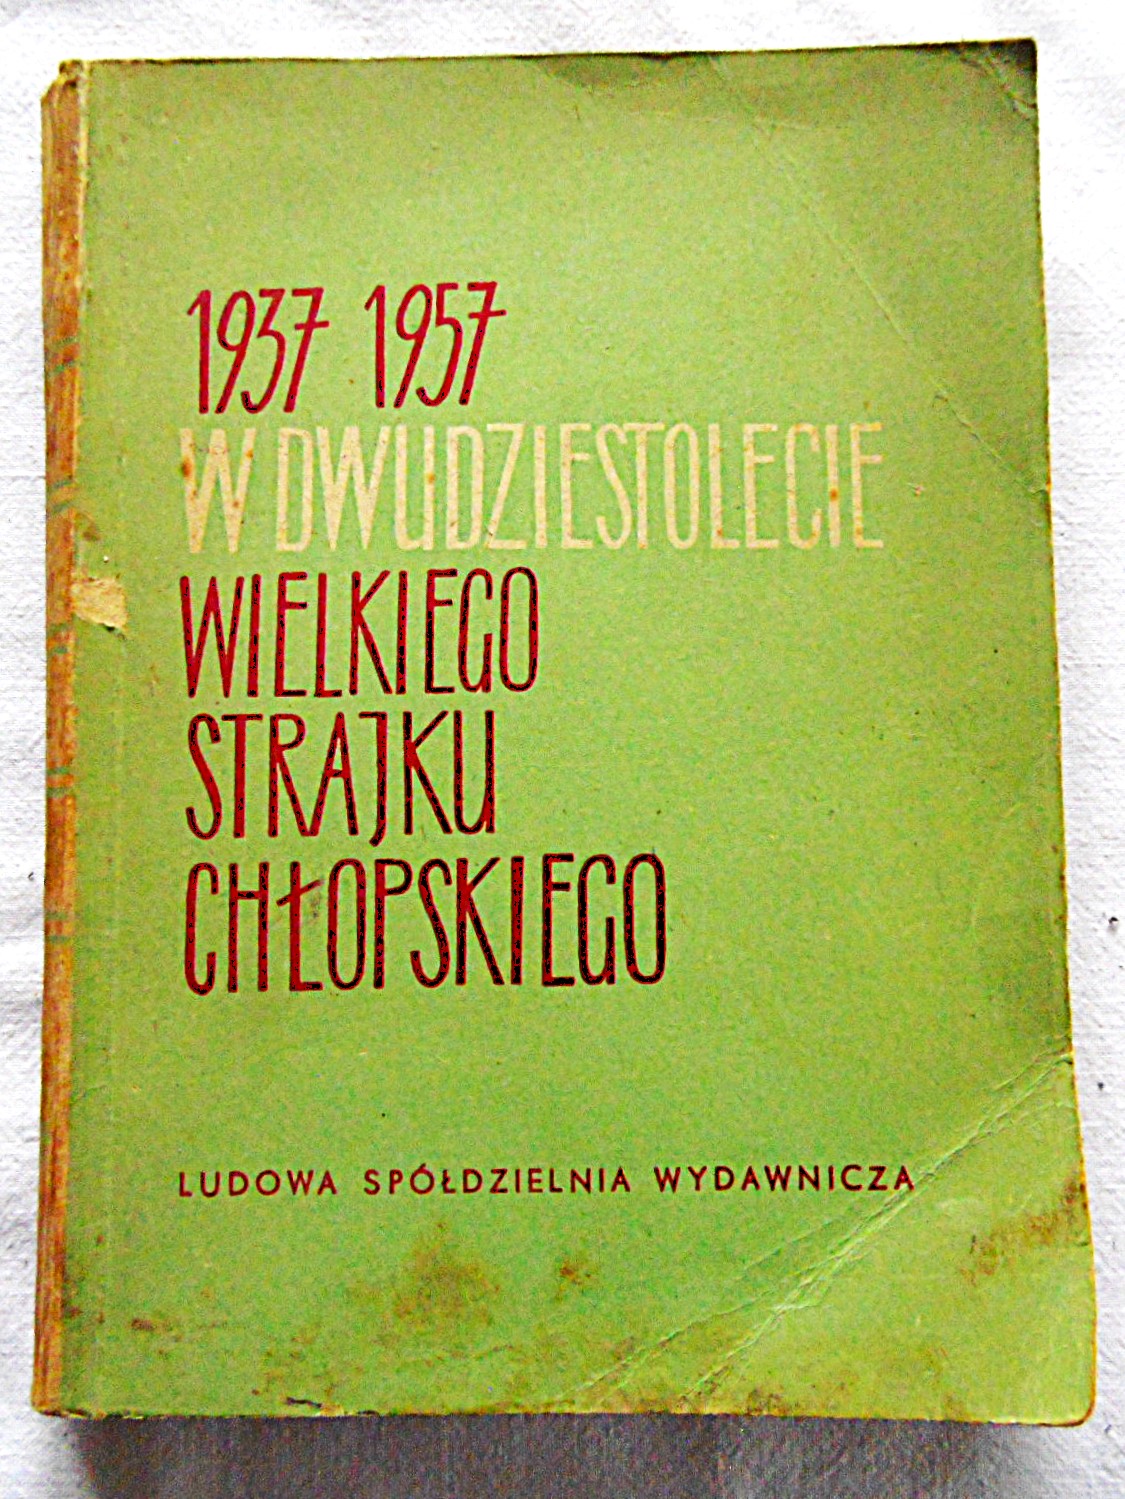 1937 1957
W DWUDZIESTOLECIE
WIELKIEGO
STRAJKU
CHŁOPSKIEGO
LUDOWA SPÓŁDZIELNIA WYDAWNICZA